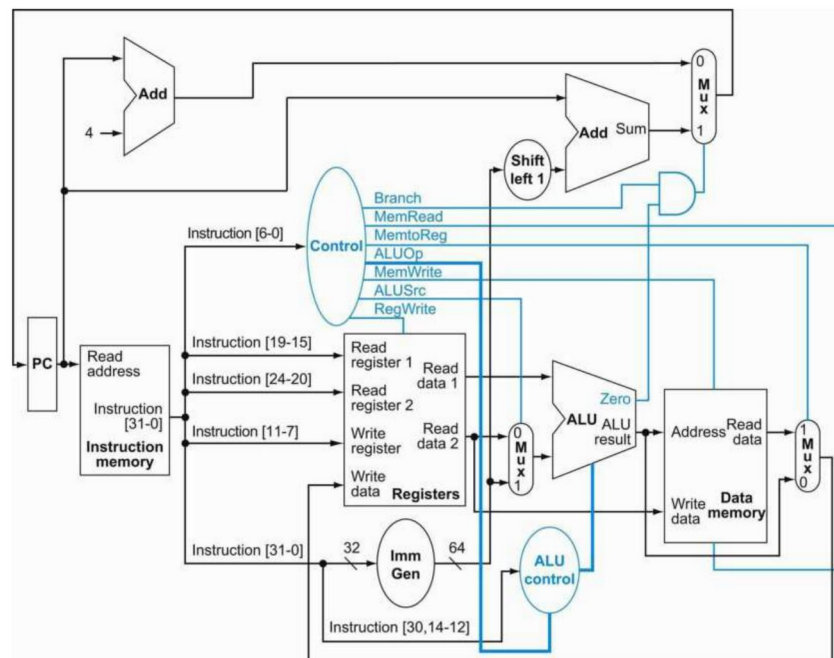 Add
4
Add Sum
Shift
left 1
0
M
u
x
1
Branch
MemRead
MemtoReg
ALUOp
MemWrite
ALUSrc
RegWrite
Control
Instruction [6-0]
Instruction [19-15]
Instruction [24-20]
Instruction [11-7]
Instruction [31-0]
Instruction [30,14-12]
PC
Read
address
Instruction
[31-0]
Instruction
memory
Read
register 1
Read
register 2
Write
register
Write
data
Read
data 1
Read
data 2
Registers
0
M
u
x
1
Zero
ALU
ALU
result
Address
Read
data
Write
data
Data
memory
1
M
u
x
0
32
Imm
Gen
64
ALU
control